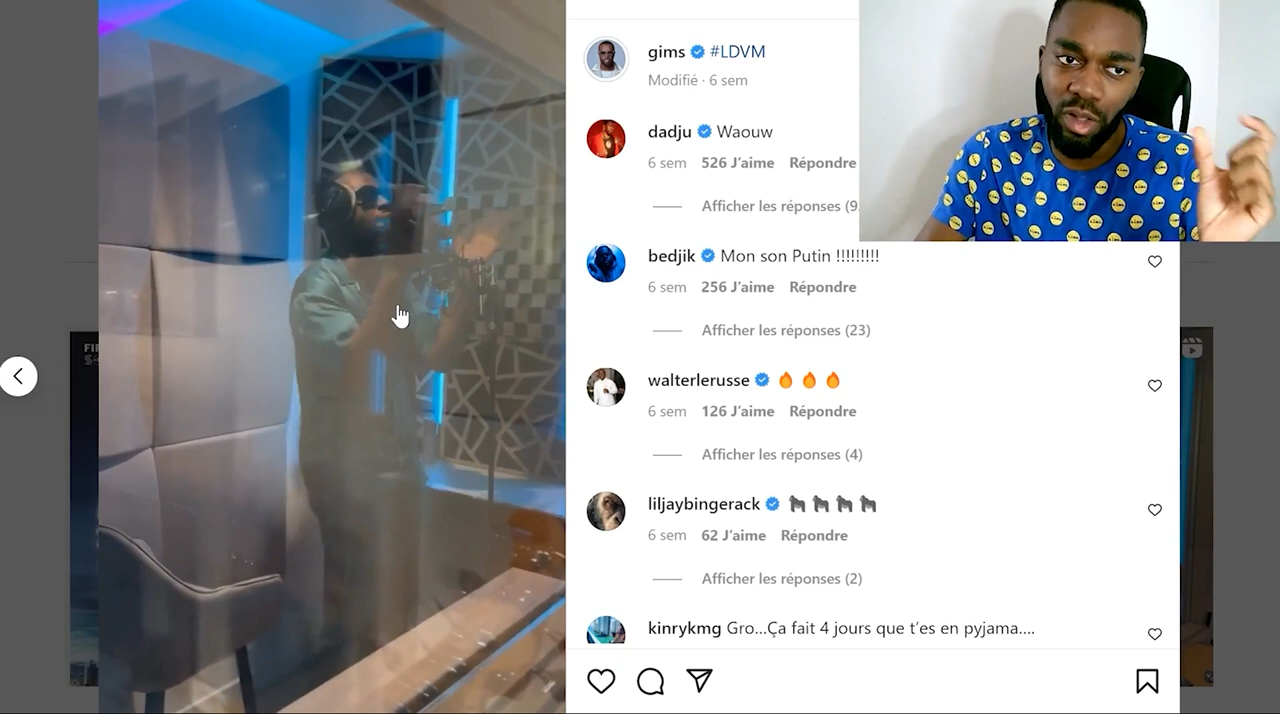 gims #LDVM
Modifié · 6 sem
dadju Waouw
6 sem 526 J’aime Répondre
Afficher les réponses (9
bedjik Mon son Putin !!!!!!!!!
6 sem 256 J’aime Répondre
Afficher les réponses (23)
walterlerusse 🔥 🔥 🔥
6 sem 126 J’aime Répondre
Afficher les réponses (4)
liljaybingerack 🦍 🦍 🦍 🦍
6 sem 62 J’aime Répondre
Afficher les réponses (2)
kinrykmg Gro...Ça fait 4 jours que t’es en pyjama....